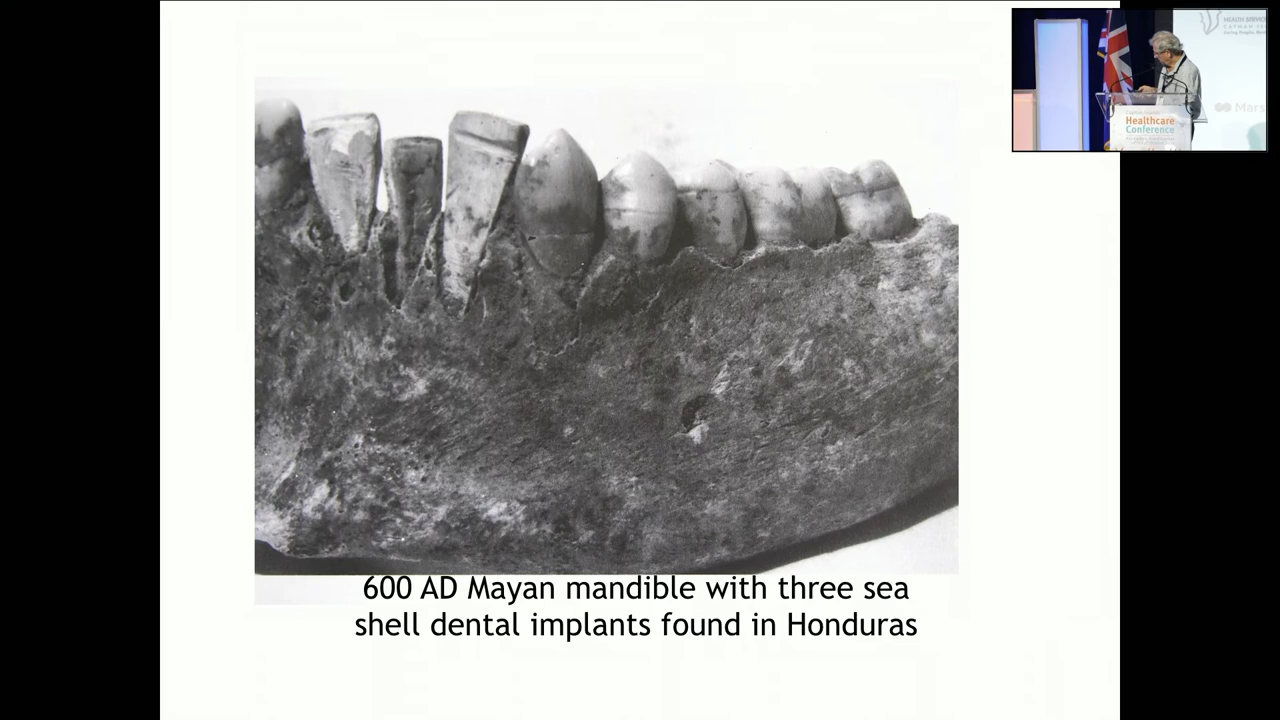 600 AD Mayan mandible with three sea
shell dental implants found in Honduras
Healthcare
Conference